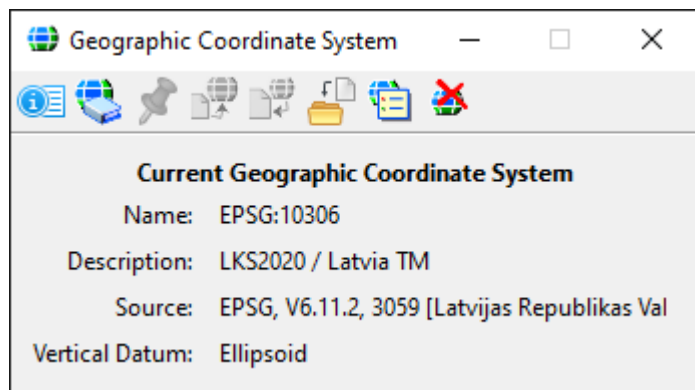 Geographic Coordinate System
Current Geographic Coordinate System
Name: EPSG:10306
Description: LKS2020 / Latvia TM
Source: EPSG, V6.11.2, 3059 [Latvijas Republikas Val
Vertical Datum: Ellipsoid